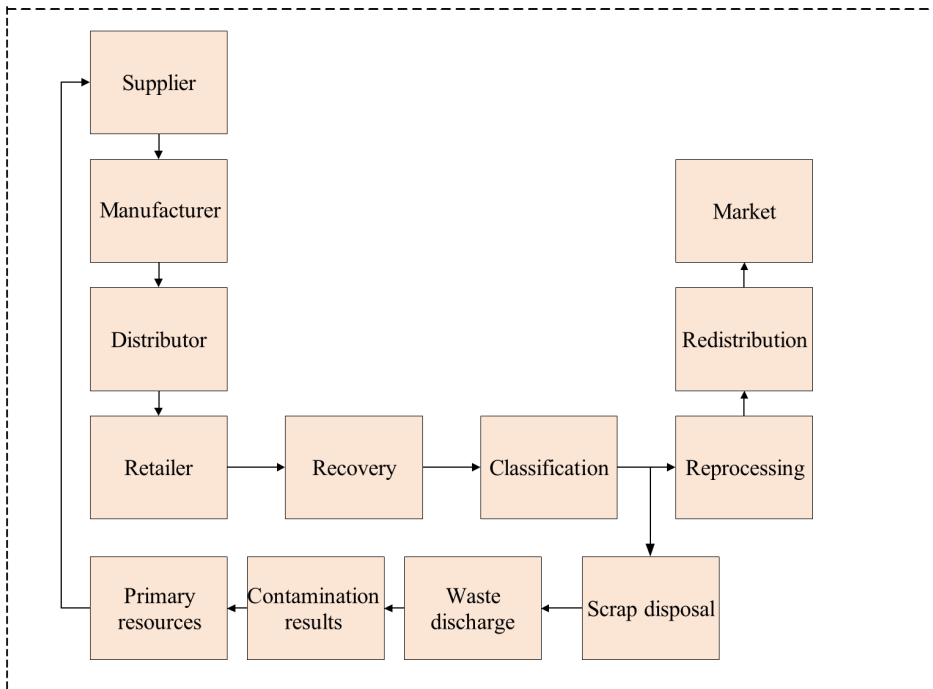 Supplier
Manufacturer
Market
Distributor
Redistribution
Retailer
Recovery
Classification
Reprocessing
Primary
resources
Contamination
results
Waste
discharge
Scrap disposal